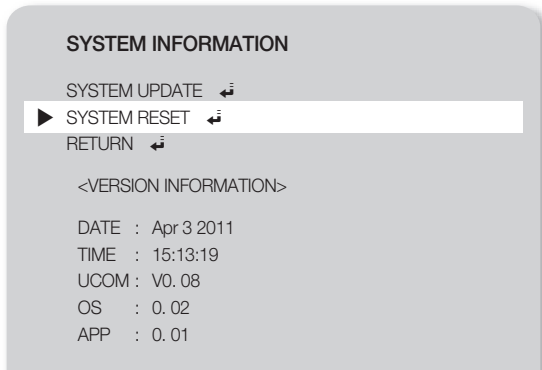 SYSTEM INFORMATION
SYSTEM UPDATE ↲
▶ SYSTEM RESET ↲
RETURN ↲
<VERSION INFORMATION>
DATE : Apr 3 2011
TIME : 15:13:19
UCOM : V0. 08
OS : 0. 02
APP : 0. 01